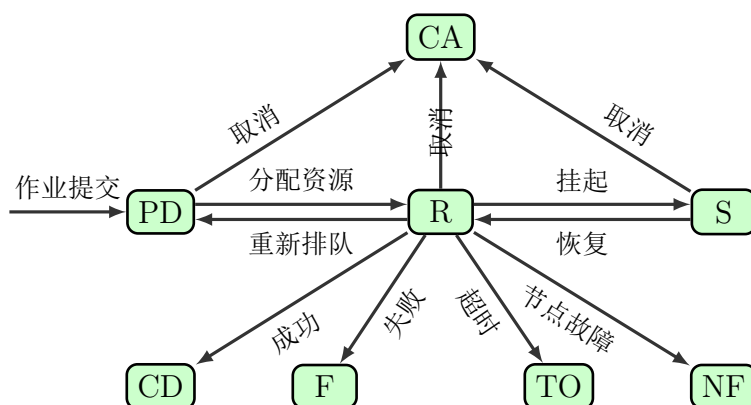 CA
取消
取消
取消
作业提交
分配资源
挂起
PD
R
S
重新排队
恢复
成功
失败
超时
节点故障
CD
F
TO
NF